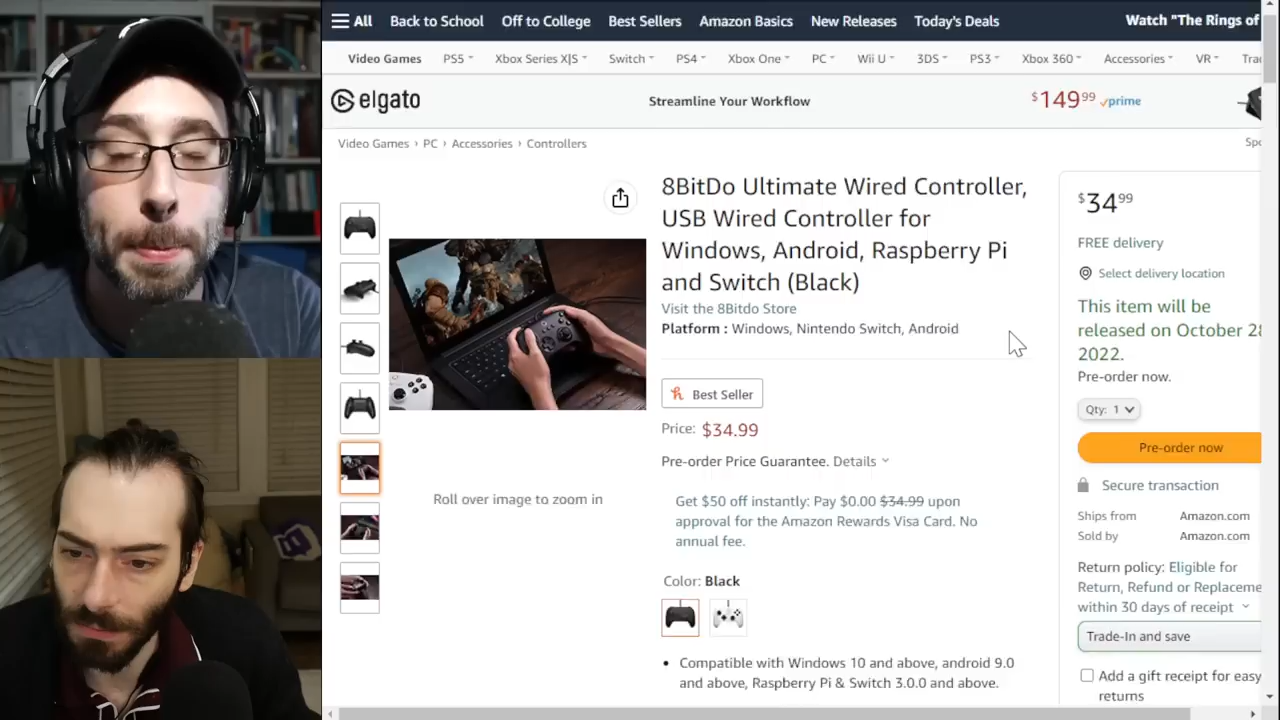 All
Back to School
Off to College
Best Sellers
Amazon Basics
New Releases
Today's Deals
Watch "The Rings of
Video Games
PS5
Xbox Series X|S
Switch
PS4
Xbox One
PC
Wii U
3DS
PS3
Xbox 360
Accessories
VR
elgato
Streamline Your Workflow
$149.99 prime
Video Games › PC › Accessories › Controllers
8BitDo Ultimate Wired Controller,
USB Wired Controller for
Windows, Android, Raspberry Pi
and Switch (Black)
Visit the 8Bitdo Store
Platform : Windows, Nintendo Switch, Android
Best Seller
Price: $34.99
Pre-order Price Guarantee. Details
Roll over image to zoom in
Get $50 off instantly: Pay $0.00 $34.99 upon
approval for the Amazon Rewards Visa Card. No
annual fee.
Color: Black
• Compatible with Windows 10 and above, android 9.0
and above, Raspberry Pi & Switch 3.0.0 and above.
$34.99
FREE delivery
Select delivery location
This item will be
released on October 28
2022.
Pre-order now.
Qty: 1
Pre-order now
Secure transaction
Ships from Amazon.com
Sold by Amazon.com
Return policy: Eligible for
Return, Refund or Replaceme
within 30 days of receipt
Trade-In and save
Add a gift receipt for easy
returns